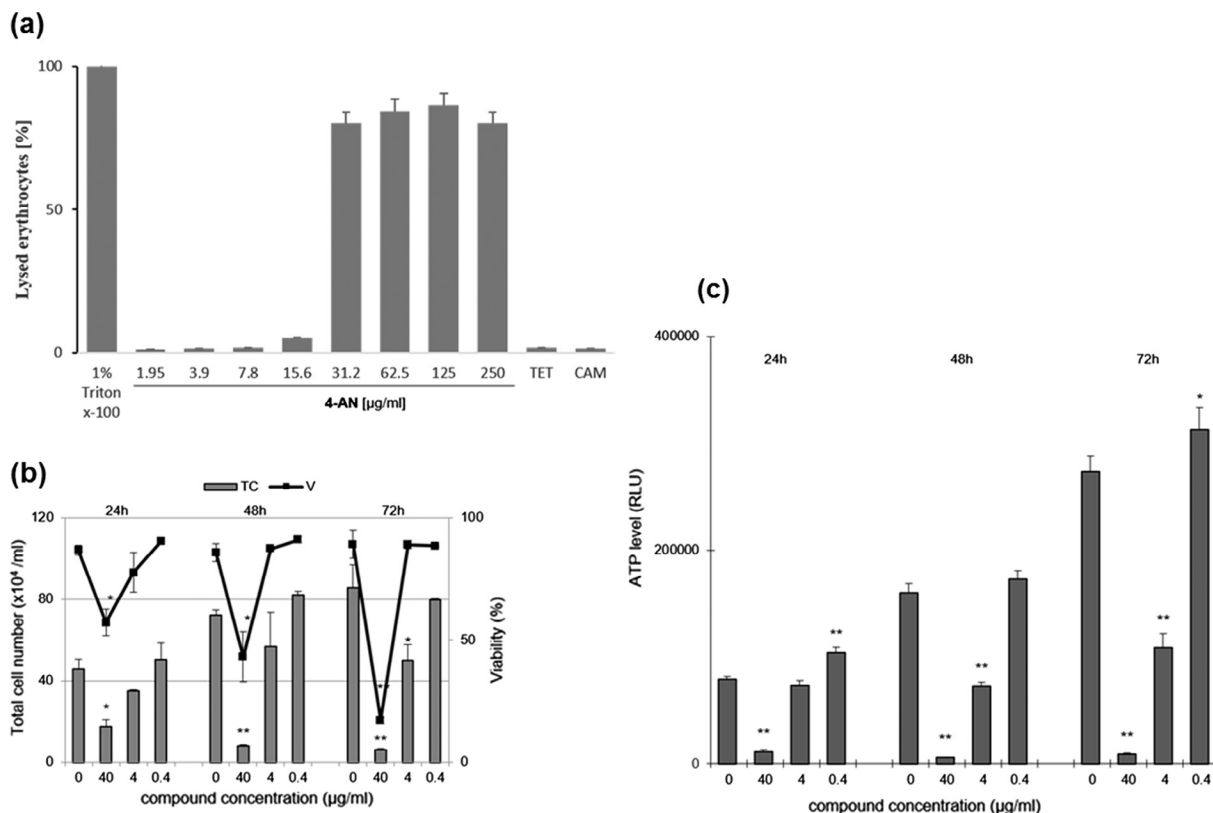 (a)
Lysed erythrocytes [%]
100
50
0
1%
Triton
x-100
1.95 3.9 7.8 15.6 31.2 62.5 125 250 TET CAM
4-AN [µg/ml]
(b)
TC V
24h 48h 72h
Total cell number (x10⁴ /ml)
120
80
40
0
Viability (%)
100
50
0
* * * ** ** ** *
0 40 4 0.4 0 40 4 0.4 0 40 4 0.4
compound concentration (µg/ml)
(c)
24h 48h 72h
ATP level (RLU)
400000
200000
0
** ** ** ** ** ** *
0 40 4 0.4 0 40 4 0.4 0 40 4 0.4
compound concentration (µg/ml)